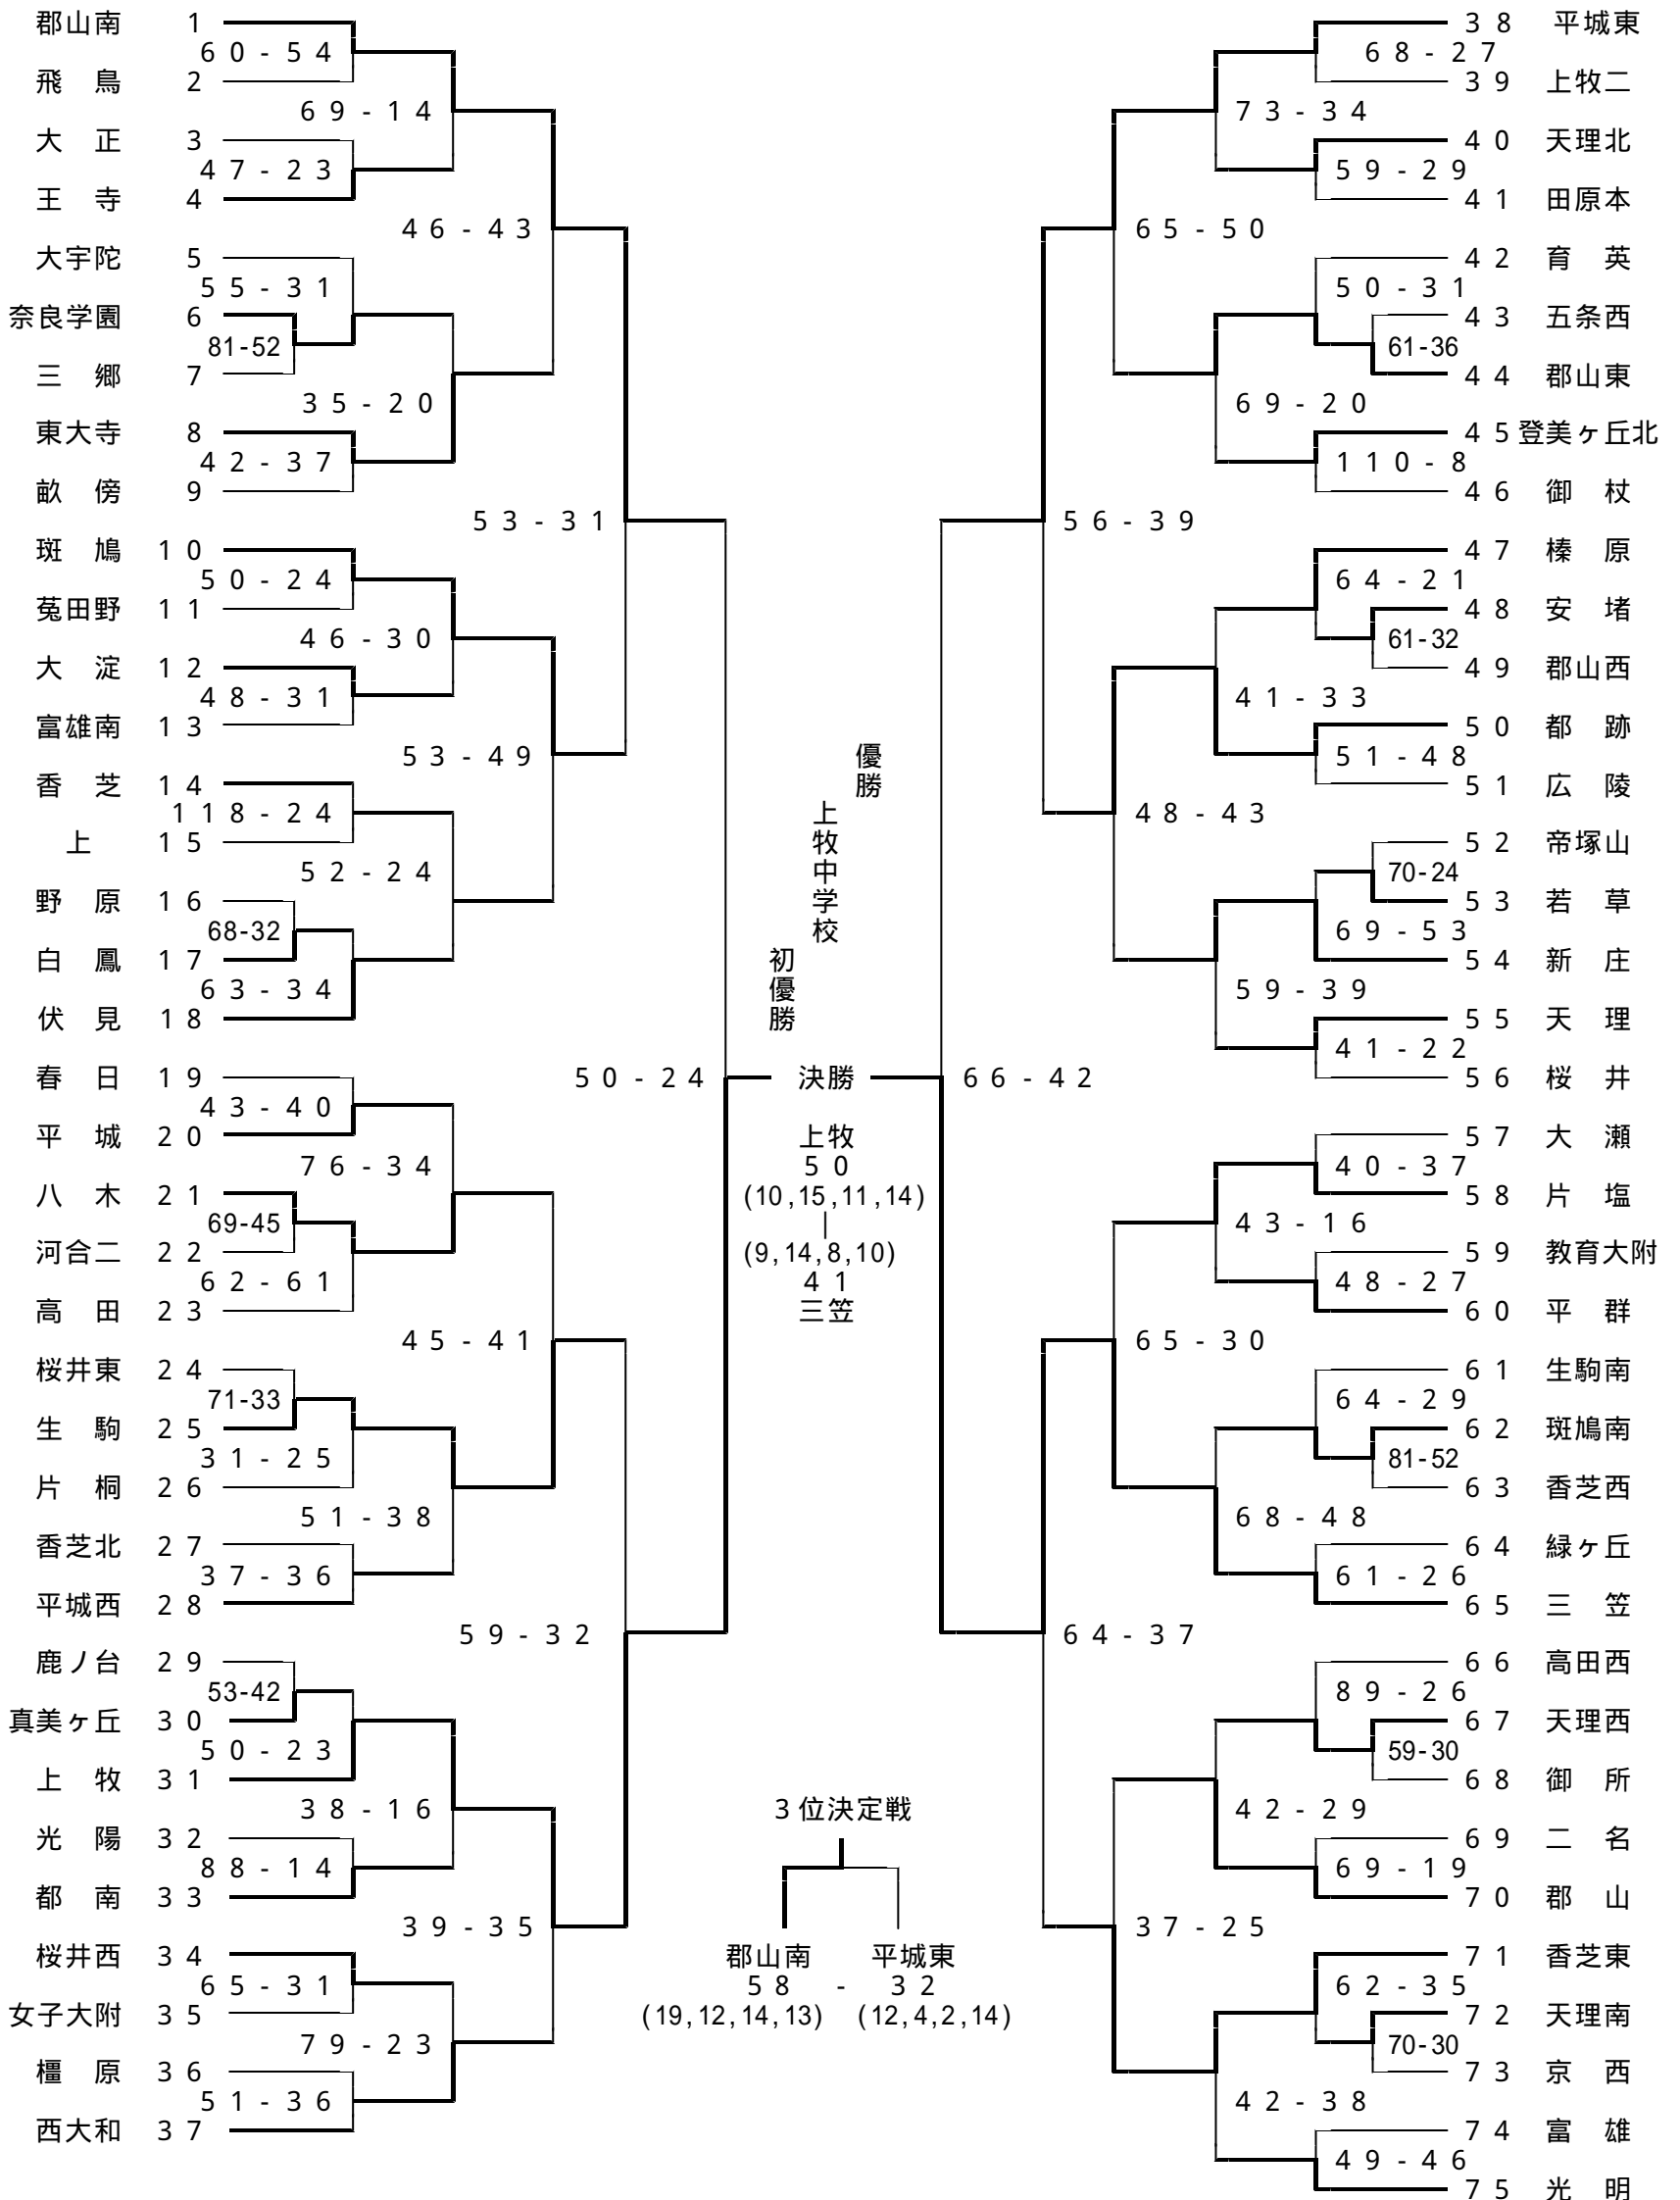 郡山南 1
60-54
飛鳥 2
69-14
大正 3
47-23
王寺 4
46-43
大宇陀 5
55-31
奈良学園 6
81-52
三郷 7
35-20
東大寺 8
42-37
畝傍 9
53-31
斑鳩 10
50-24
菟田野 11
46-30
大淀 12
48-31
富雄南 13
53-49
香芝 14
118-24
上 15
52-24
野原 16
68-32
白鳳 17
63-34
伏見 18
春日 19
50-24
43-40
平城 20
76-34
八木 21
69-45
河合二 22
62-61
高田 23
45-41
桜井東 24
71-33
生駒 25
31-25
片桐 26
51-38
香芝北 27
37-36
平城西 28
59-32
鹿ノ台 29
53-42
真美ヶ丘 30
50-23
上牧 31
38-16
光陽 32
88-14
都南 33
39-35
桜井西 34
65-31
女子大附 35
79-23
橿原 36
51-36
西大和 37
優勝
上牧中学校
初優勝
決勝
上牧
50
(10,15,11,14)
|
(9,14,8,10)
41
三笠
3位決定戦
郡山南 平城東
58 - 32
(19,12,14,13) (12,4,2,14)
38 平城東
68-27
39 上牧二
73-34
40 天理北
59-29
41 田原本
65-50
42 育英
50-31
43 五条西
61-36
44 郡山東
69-20
45 登美ヶ丘北
110-8
46 御杖
56-39
47 榛原
64-21
48 安堵
61-32
49 郡山西
41-33
50 都跡
51-48
51 広陵
48-43
52 帝塚山
70-24
53 若草
69-53
54 新庄
59-39
55 天理
41-22
56 桜井
66-42
57 大瀬
40-37
58 片塩
43-16
59 教育大附
48-27
60 平群
65-30
61 生駒南
64-29
62 斑鳩南
81-52
63 香芝西
68-48
64 緑ヶ丘
61-26
65 三笠
64-37
66 高田西
89-26
67 天理西
59-30
68 御所
42-29
69 二名
69-19
70 郡山
37-25
71 香芝東
62-35
72 天理南
70-30
73 京西
42-38
74 富雄
49-46
75 光明